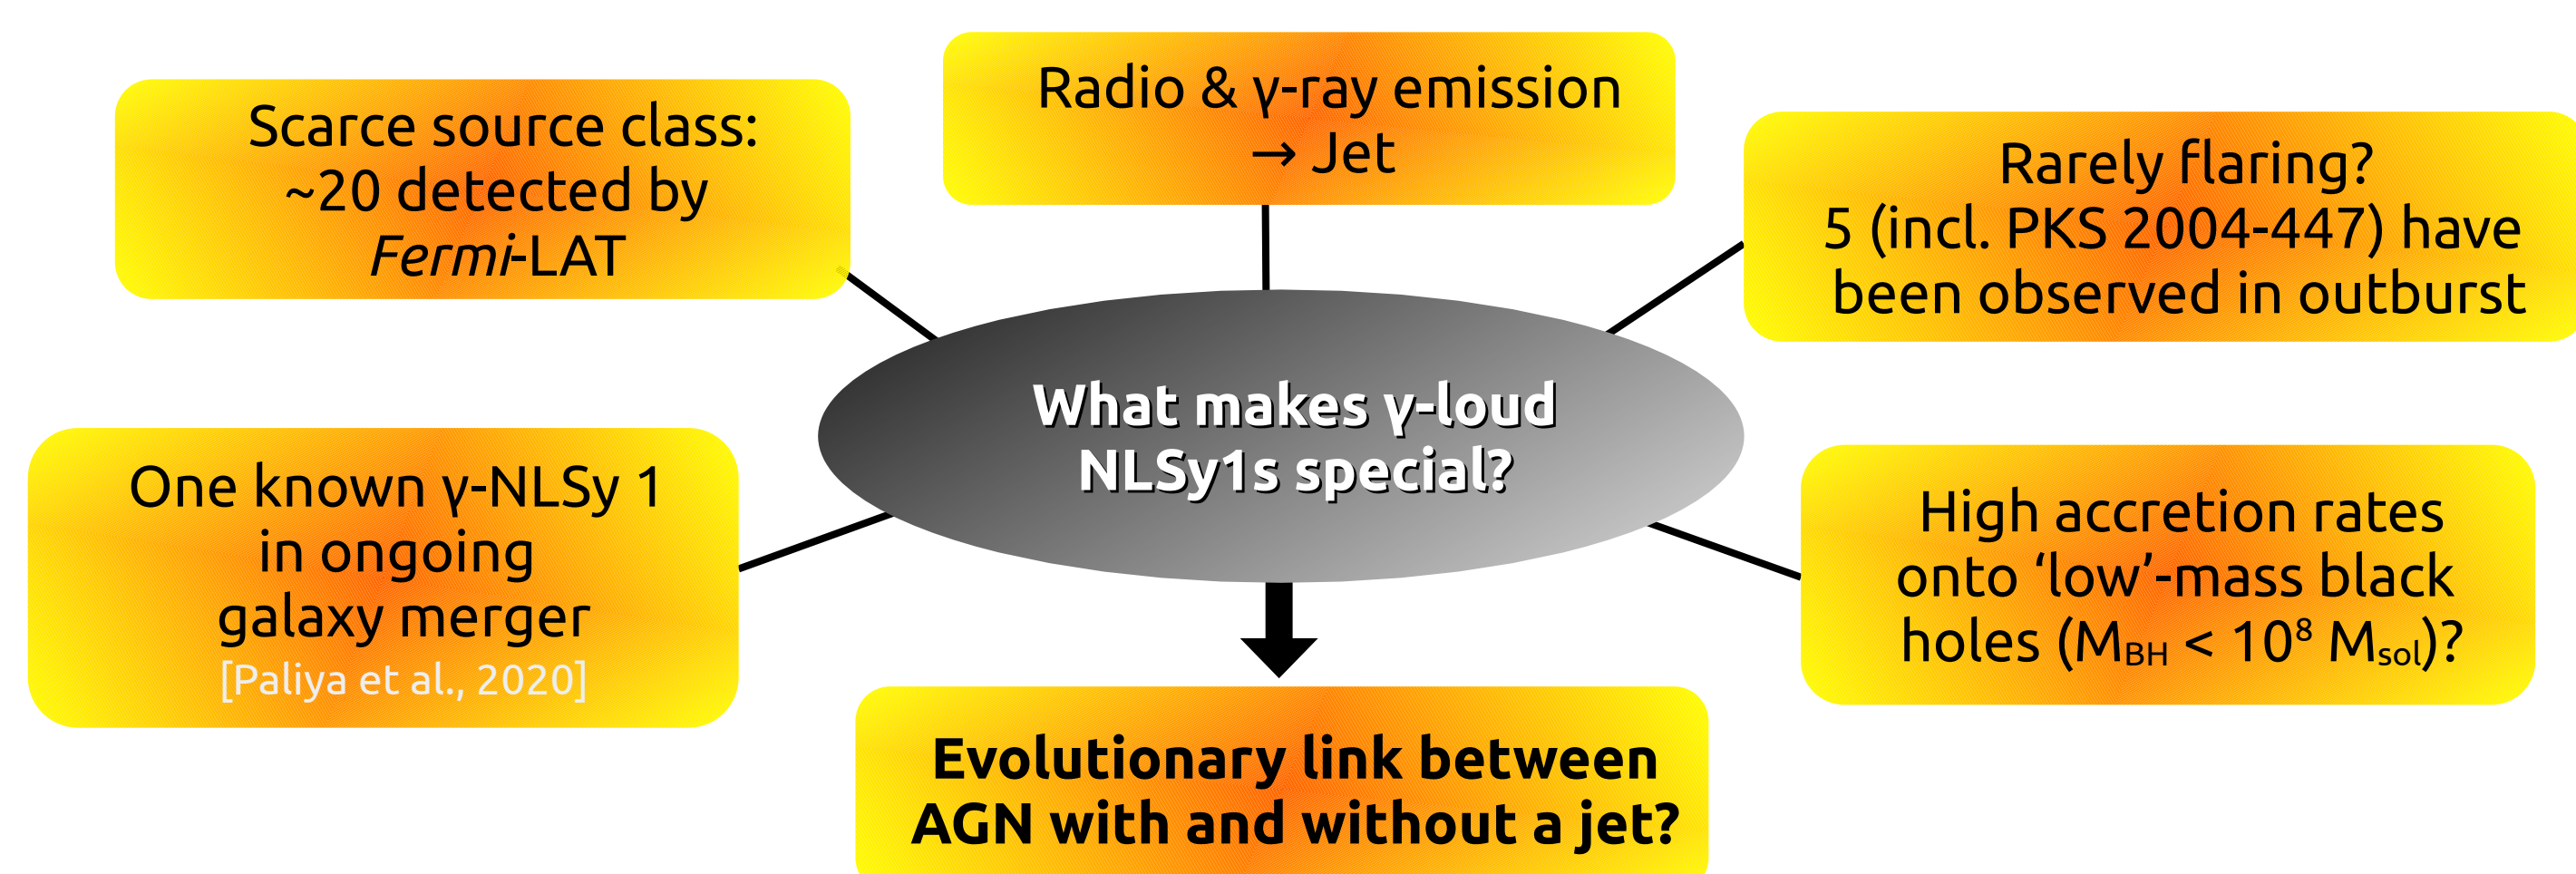 Scarce source class:
~20 detected by
Fermi-LAT
Radio & γ-ray emission
→ Jet
Rarely flaring?
5 (incl. PKS 2004-447) have
been observed in outburst
What makes γ-loud
NLSy1s special?
One known γ-NLSy 1
in ongoing
galaxy merger
[Paliya et al., 2020]
High accretion rates
onto ‘low’-mass black
holes (M_BH < 10⁸ M_sol)?
Evolutionary link between
AGN with and without a jet?